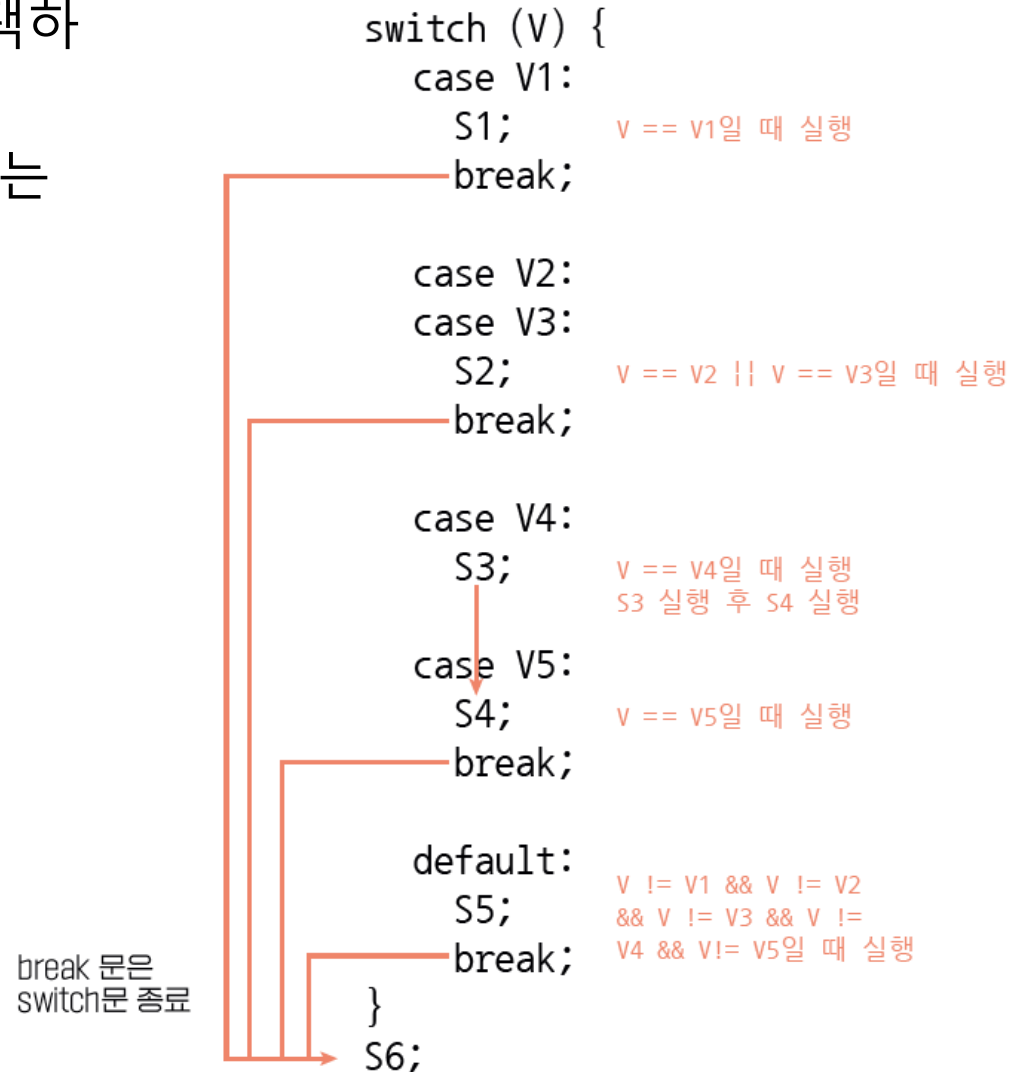 택하
는
switch (V) {
case V1:
S1;
V == V1일 때 실행
break;
case V2:
case V3:
S2;
V == V2 || V == V3일 때 실행
break;
case V4:
S3;
V == V4일 때 실행
S3 실행 후 S4 실행
case V5:
S4;
V == V5일 때 실행
break;
default:
S5;
V != V1 && V != V2
&& V != V3 && V !=
V4 && V!= V5일 때 실행
break;
break 문은
switch문 종료
}
S6;